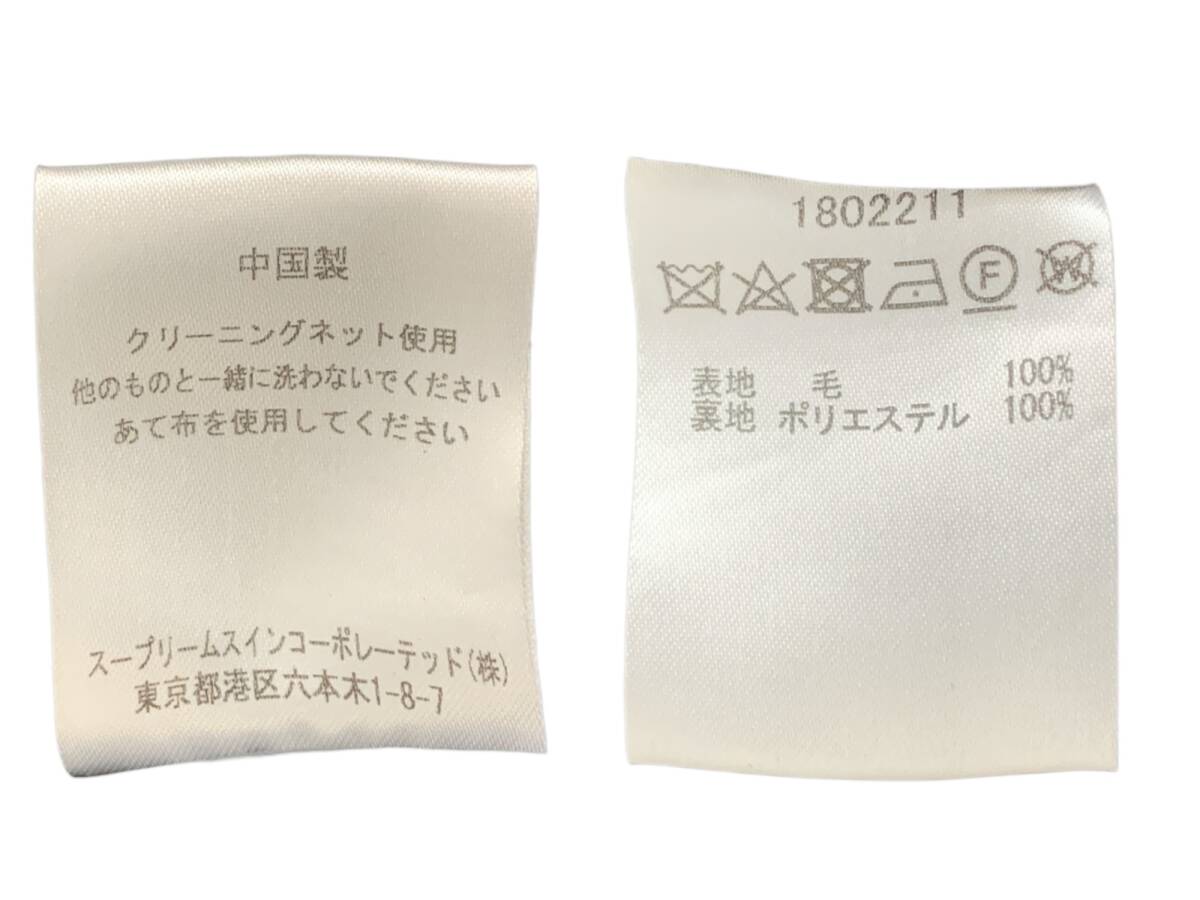 中国製
クリーニングネット使用
他のものと一緒に洗わないでください
あて布を使用してください
スープリームスインコーポレーテッド(株)
東京都港区六本木1-8-7
1802211
F W
表地 毛 100%
裏地 ポリエステル 100%